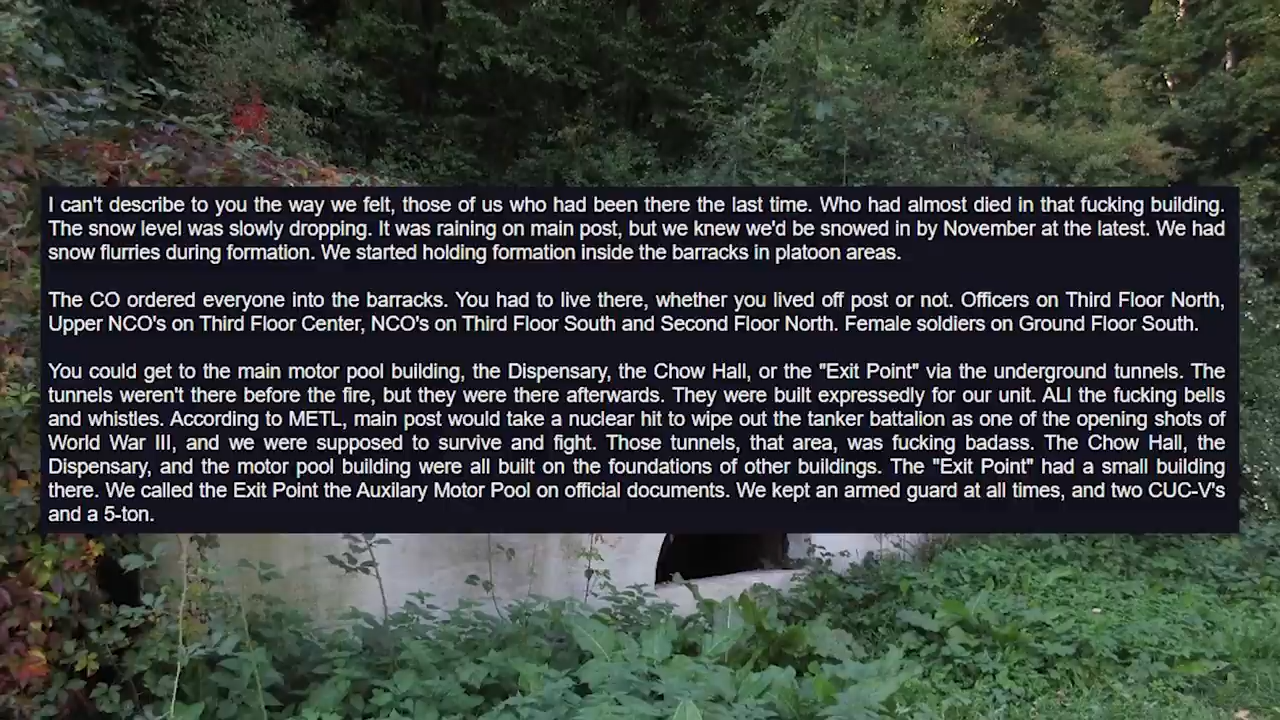 I can't describe to you the way we felt, those of us who had been there the last time. Who had almost died in that fucking building.
The snow level was slowly dropping. It was raining on main post, but we knew we'd be snowed in by November at the latest. We had
snow flurries during formation. We started holding formation inside the barracks in platoon areas.
The CO ordered everyone into the barracks. You had to live there, whether you lived off post or not. Officers on Third Floor North,
Upper NCO's on Third Floor Center, NCO's on Third Floor South and Second Floor North. Female soldiers on Ground Floor South.
You could get to the main motor pool building, the Dispensary, the Chow Hall, or the "Exit Point" via the underground tunnels. The
tunnels weren't there before the fire, but they were there afterwards. They were built expressedly for our unit. ALl the fucking bells
and whistles. According to METL, main post would take a nuclear hit to wipe out the tanker battalion as one of the opening shots of
World War III, and we were supposed to survive and fight. Those tunnels, that area, was fucking badass. The Chow Hall, the
Dispensary, and the motor pool building were all built on the foundations of other buildings. The "Exit Point" had a small building
there. We called the Exit Point the Auxilary Motor Pool on official documents. We kept an armed guard at all times, and two CUC-V's
and a 5-ton.